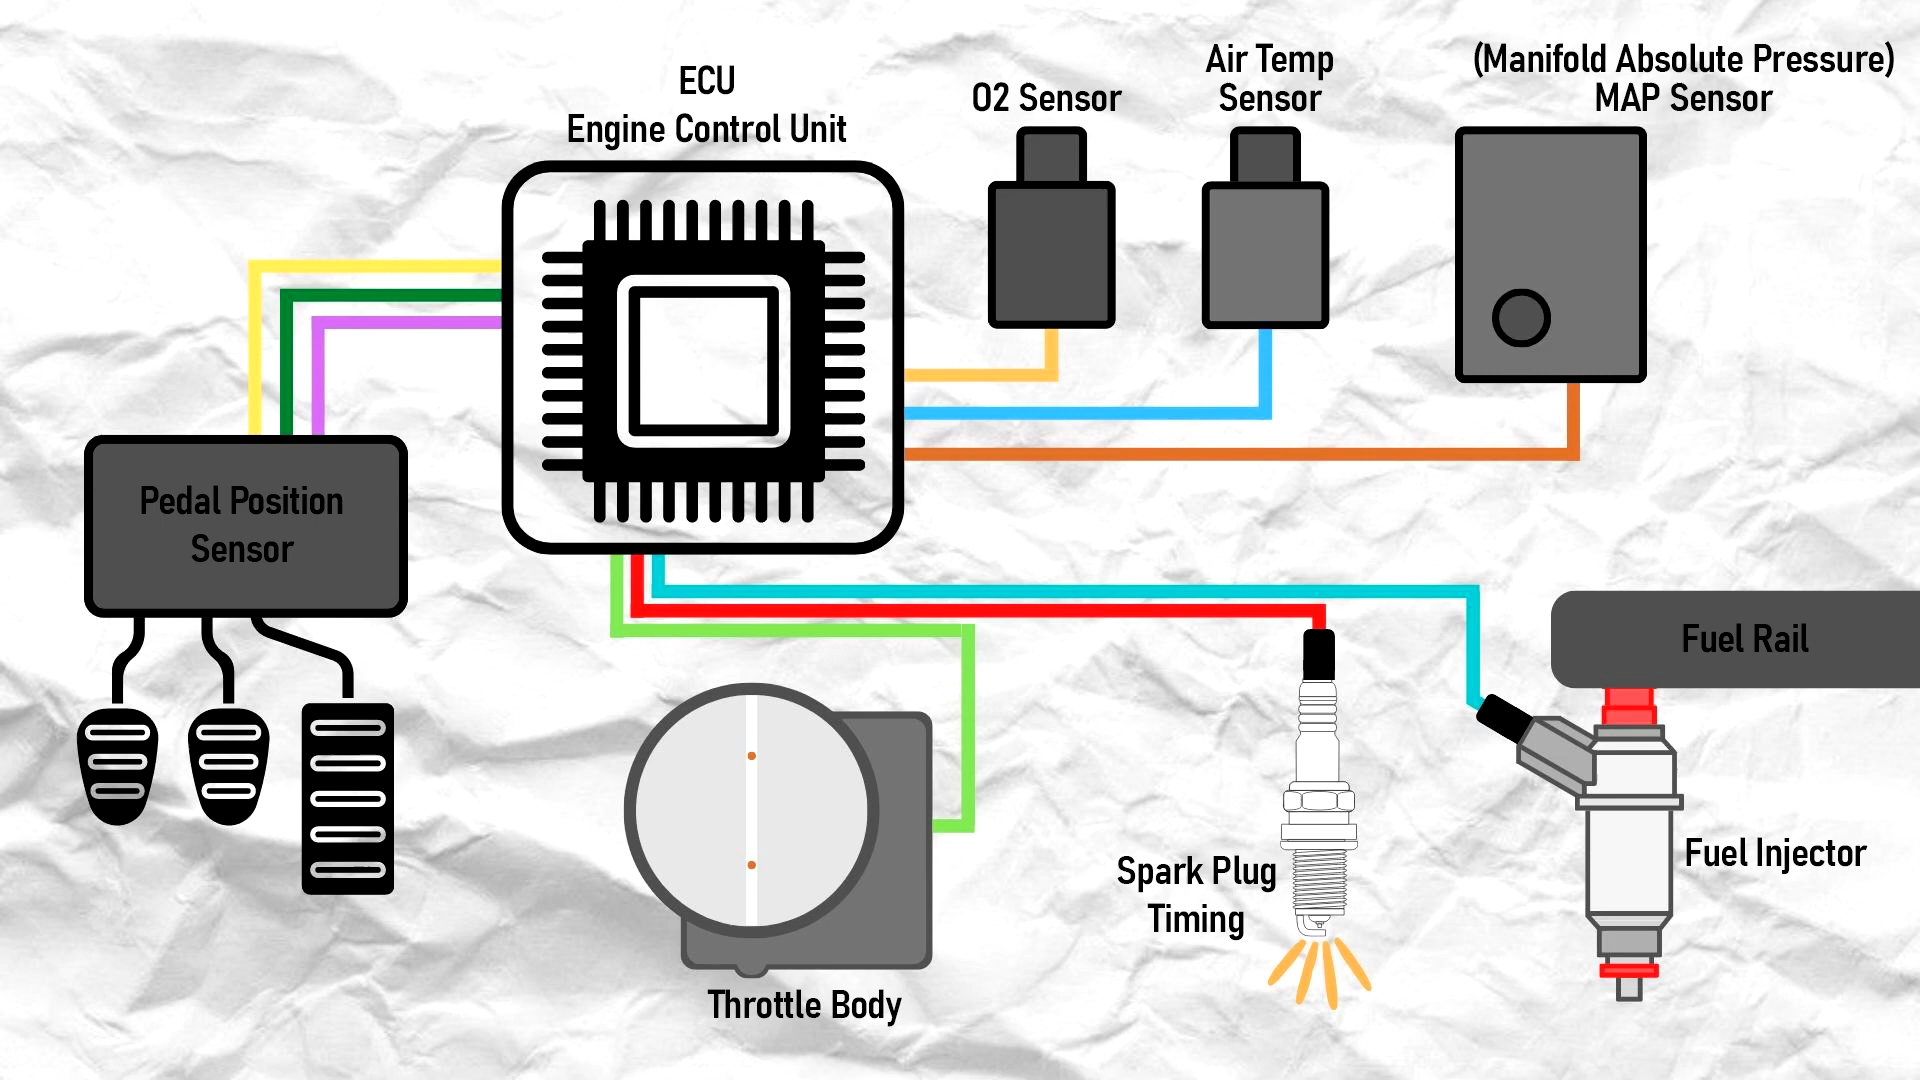 ECU
Engine Control Unit
O2 Sensor
Air Temp
Sensor
(Manifold Absolute Pressure)
MAP Sensor
Pedal Position
Sensor
Fuel Rail
Fuel Injector
Spark Plug
Timing
Throttle Body